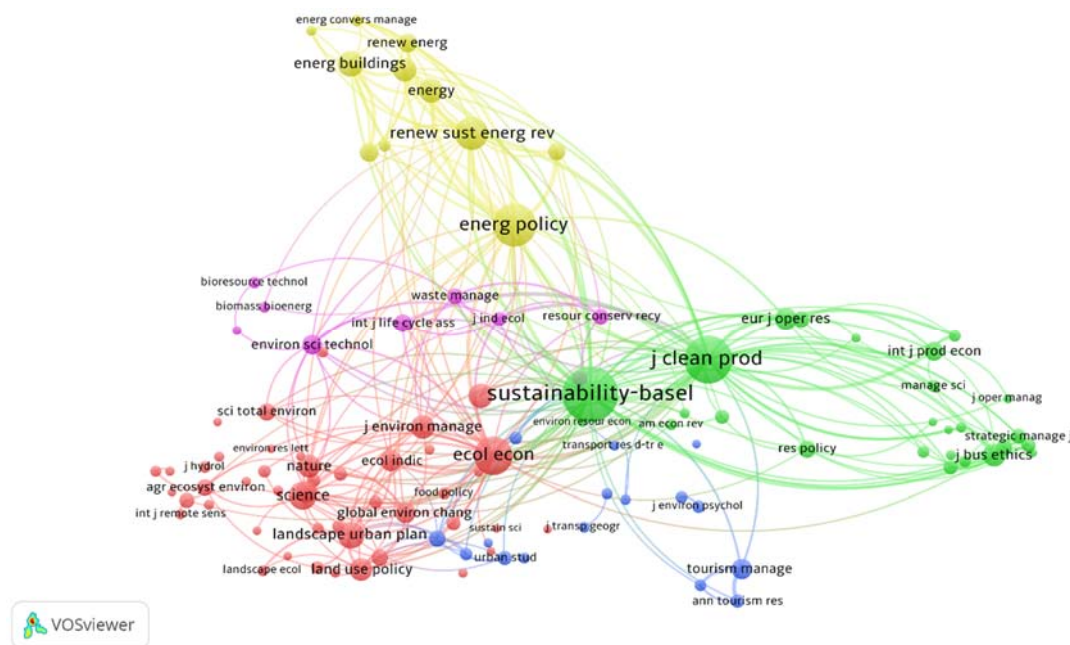 energ convers manage
renew energ
energ buildings
energy
renew sust energ rev
energ policy
bioresource technol
waste manage
biomass bioenerg
int j life cycle ass
j ind ecol
resour conserv recy
eur j oper res
environ sci technol
int j prod econ
j clean prod
manage sci
sustainability-basel
j oper manag
sci total environ
j environ manage
environ resour econ
am econ rev
strategic manage j
environ res lett
ecol indic
ecol econ
transport res d-tr e
res policy
j bus ethics
j hydrol
nature
agr ecosyst environ
science
food policy
j environ psychol
int j remote sens
global environ chang
sustain sci
j transp geogr
landscape urban plan
urban stud
landscape ecol
land use policy
tourism manage
ann tourism res
VOSviewer